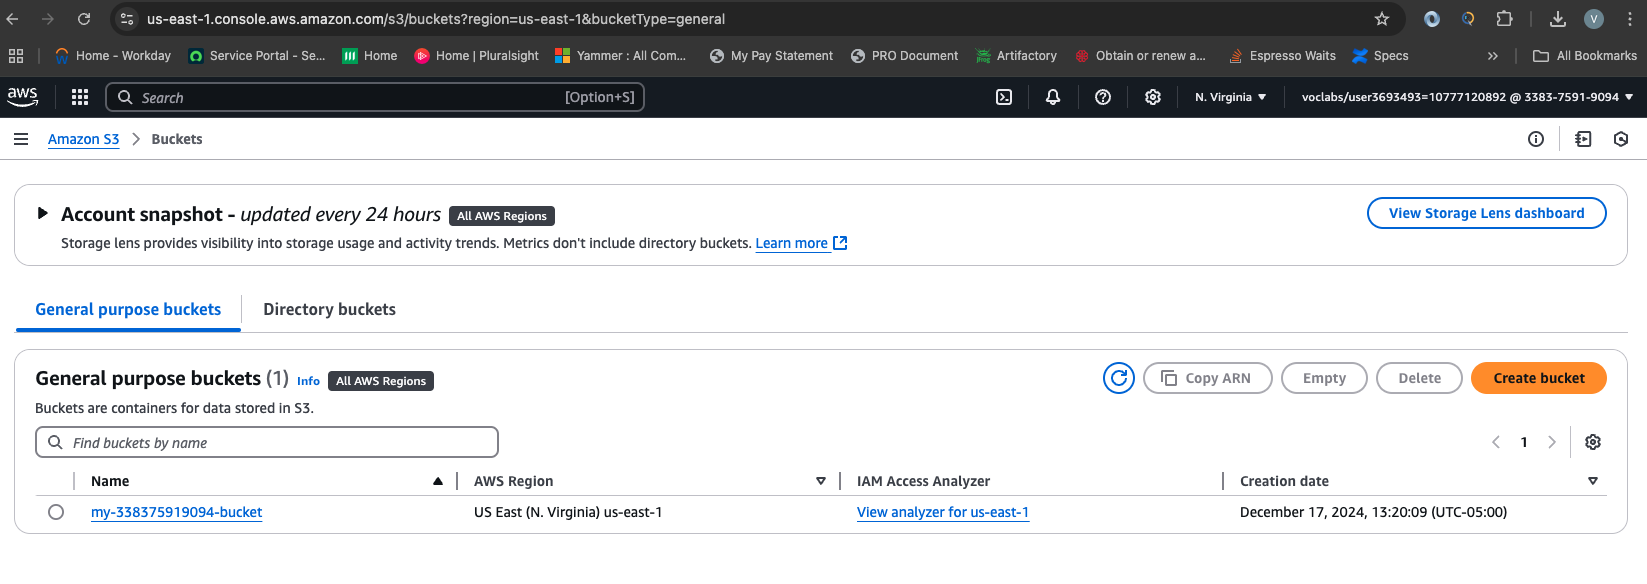 us-east-1.console.aws.amazon.com/s3/buckets?region=us-east-1&bucketType=general
V
Home - Workday
Service Portal - Se...
Home
Home | Pluralsight
Yammer : All Com...
My Pay Statement
PRO Document
Artifactory
Obtain or renew a...
Espresso Waits
Specs
»
All Bookmarks
aws
Search
[Option+S]
N. Virginia
voclabs/user3693493=10777120892 @ 3383-7591-9094
Amazon S3
Buckets
Account snapshot - updated every 24 hours
All AWS Regions
View Storage Lens dashboard
Storage lens provides visibility into storage usage and activity trends. Metrics don't include directory buckets. Learn more
General purpose buckets
Directory buckets
General purpose buckets (1)
Info
All AWS Regions
Copy ARN
Empty
Delete
Create bucket
Buckets are containers for data stored in S3.
Find buckets by name
1
Name
AWS Region
IAM Access Analyzer
Creation date
my-338375919094-bucket
US East (N. Virginia) us-east-1
View analyzer for us-east-1
December 17, 2024, 13:20:09 (UTC-05:00)